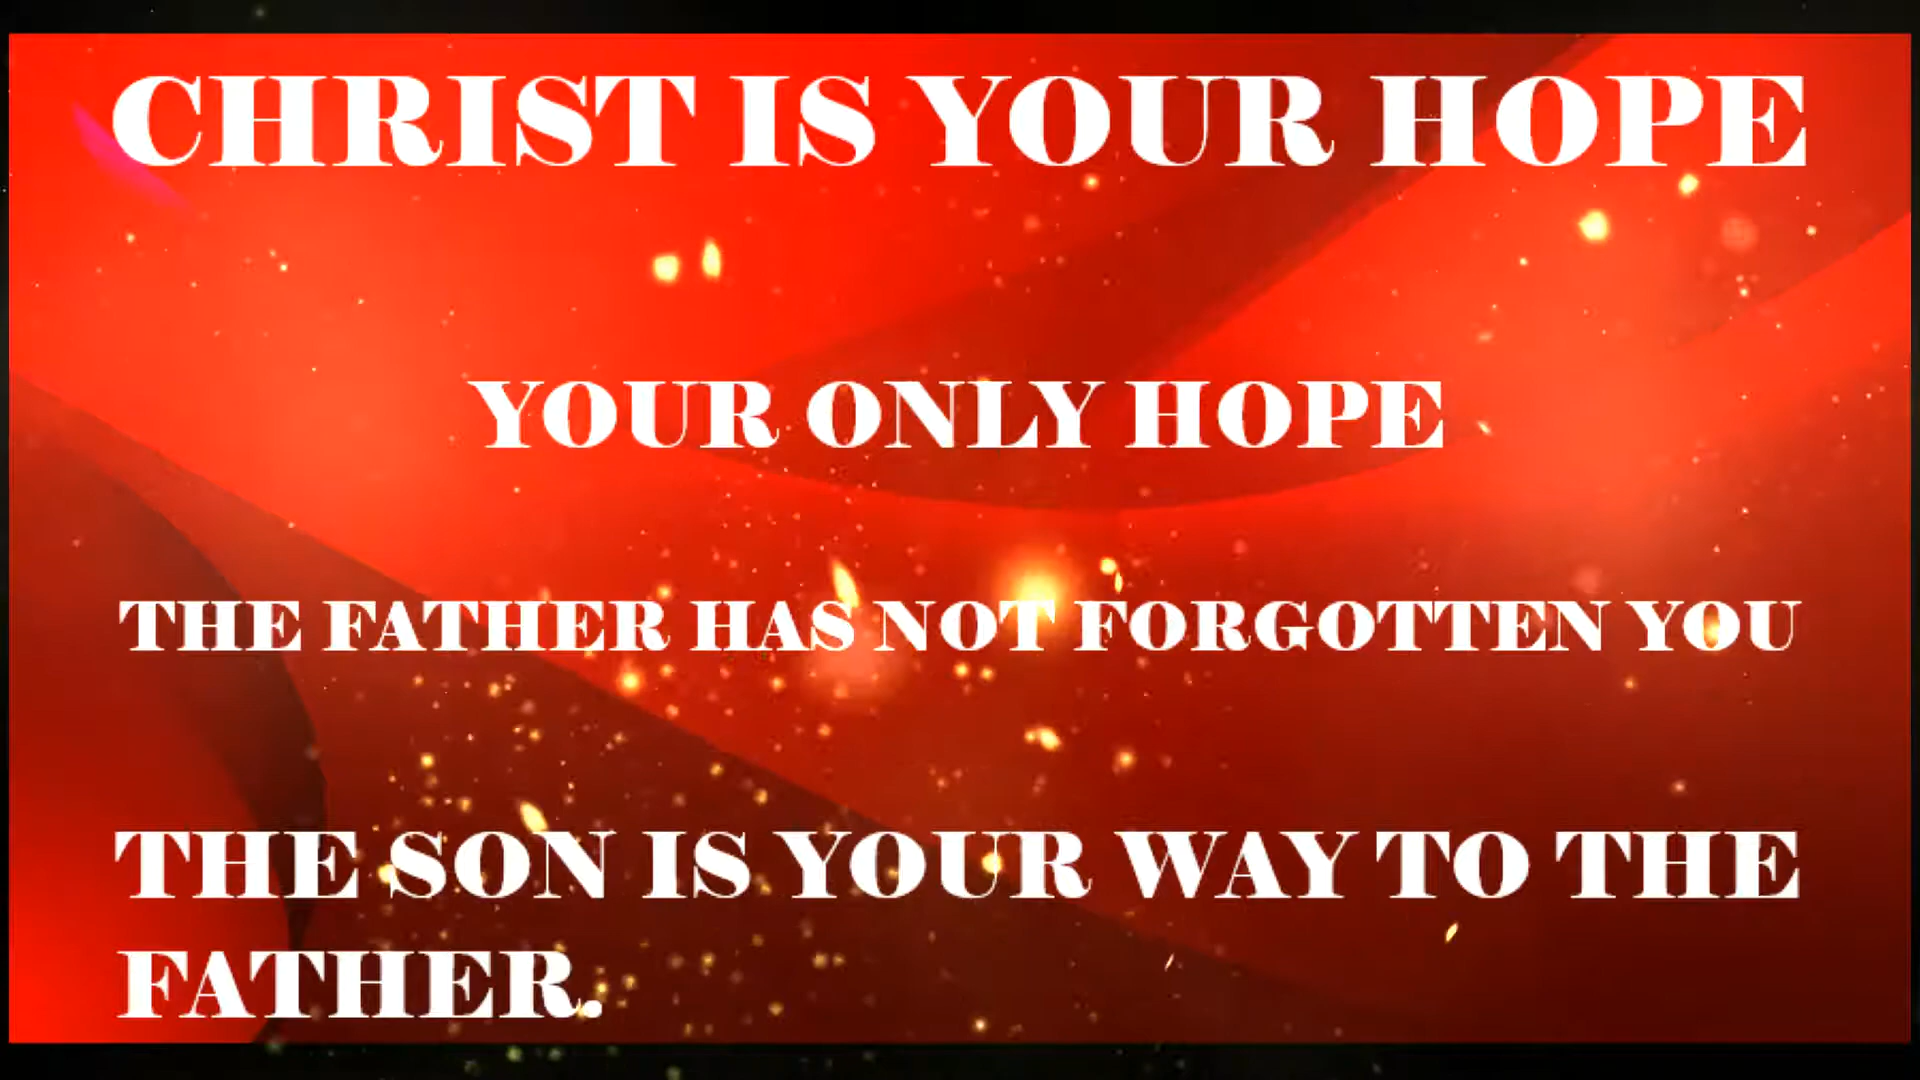 CHRIST IS YOUR HOPE
YOUR ONLY HOPE
THE FATHER HAS NOT FORGOTTEN YOU
THE SON IS YOUR WAY TO THE
FATHER.